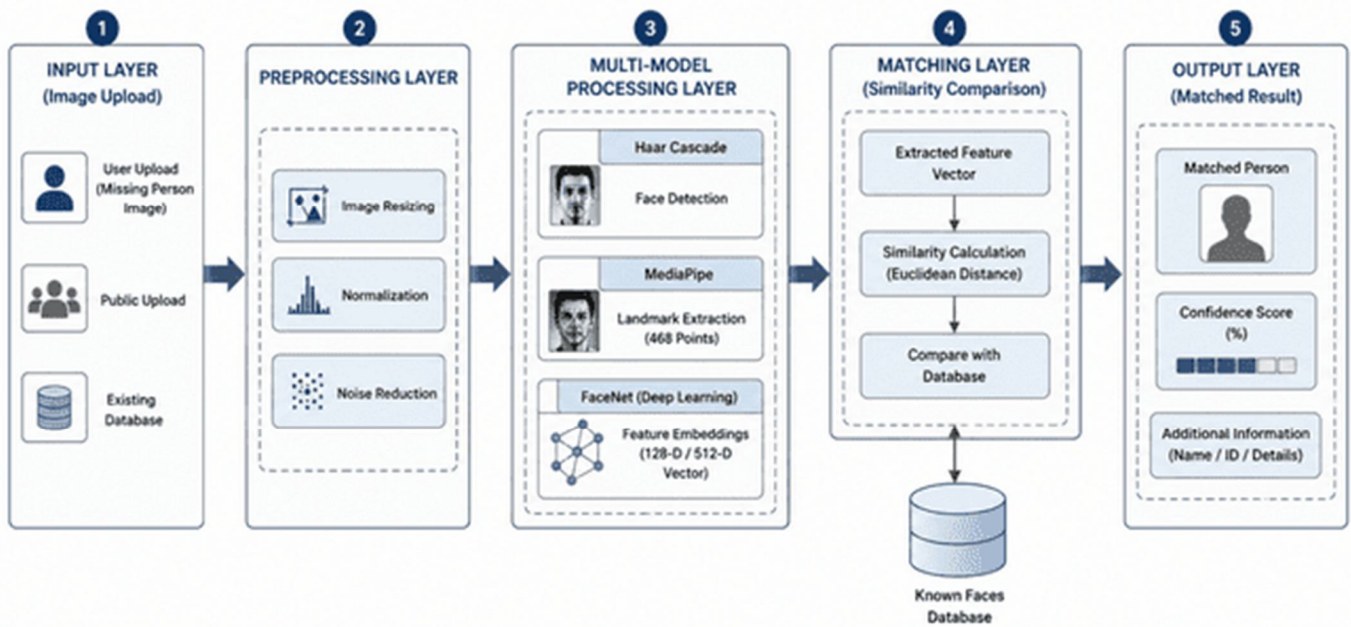 1
INPUT LAYER
(Image Upload)
User Upload
(Missing Person
Image)
Public Upload
Existing
Database
2
PREPROCESSING LAYER
Image Resizing
Normalization
Noise Reduction
3
MULTI-MODEL
PROCESSING LAYER
Haar Cascade
Face Detection
MediaPipe
Landmark Extraction
(468 Points)
FaceNet (Deep Learning)
Feature Embeddings
(128-D / 512-D
Vector)
4
MATCHING LAYER
(Similarity Comparison)
Extracted Feature
Vector
Similarity Calculation
(Euclidean Distance)
Compare with
Database
Known Faces
Database
5
OUTPUT LAYER
(Matched Result)
Matched Person
Confidence Score
(%)
Additional Information
(Name / ID / Details)